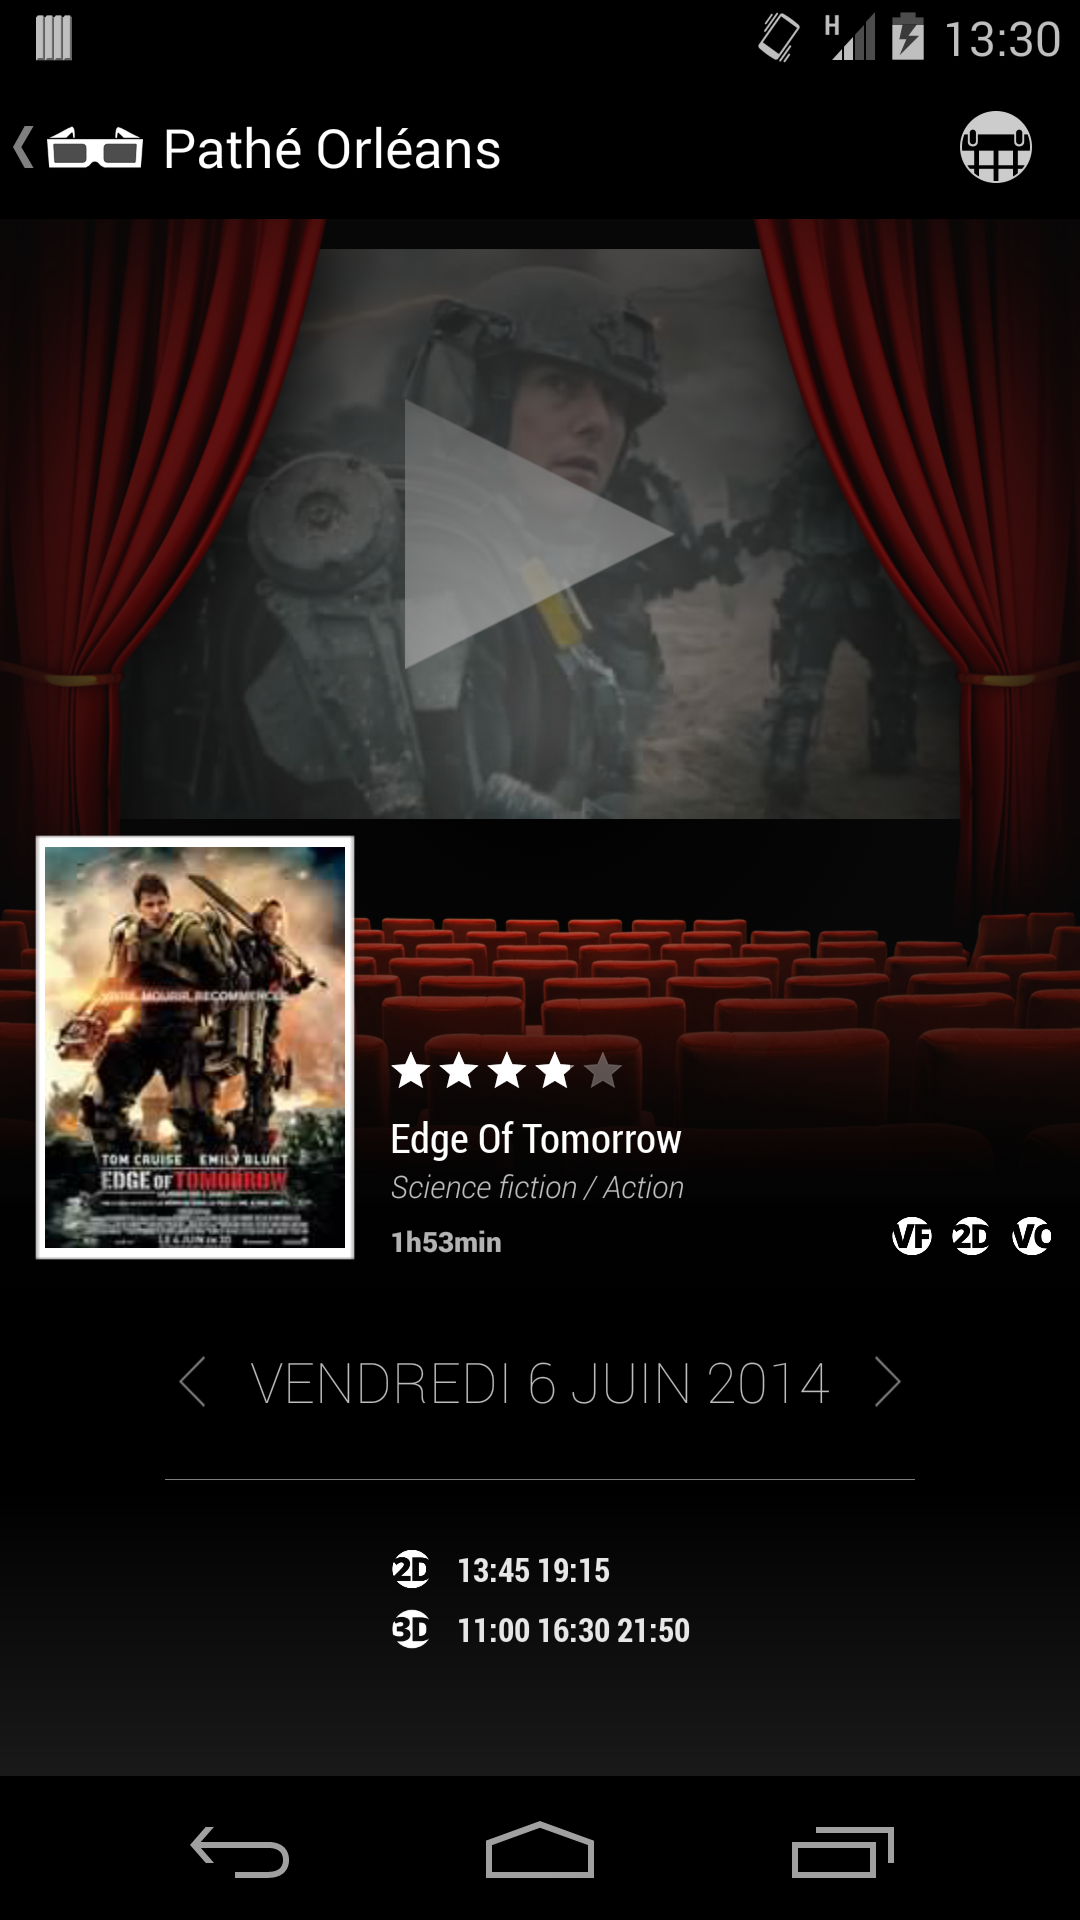 H 13:30
Pathé Orléans
VIVRE. MOURIR. RECOMMENCER.
TOM CRUISE EMILY BLUNT
EDGE OF TOMORROW
LE 6 JUIN EN 3D
Edge Of Tomorrow
Science fiction / Action
1h53min
VF 2D VO
VENDREDI 6 JUIN 2014
2D 13:45 19:15
3D 11:00 16:30 21:50